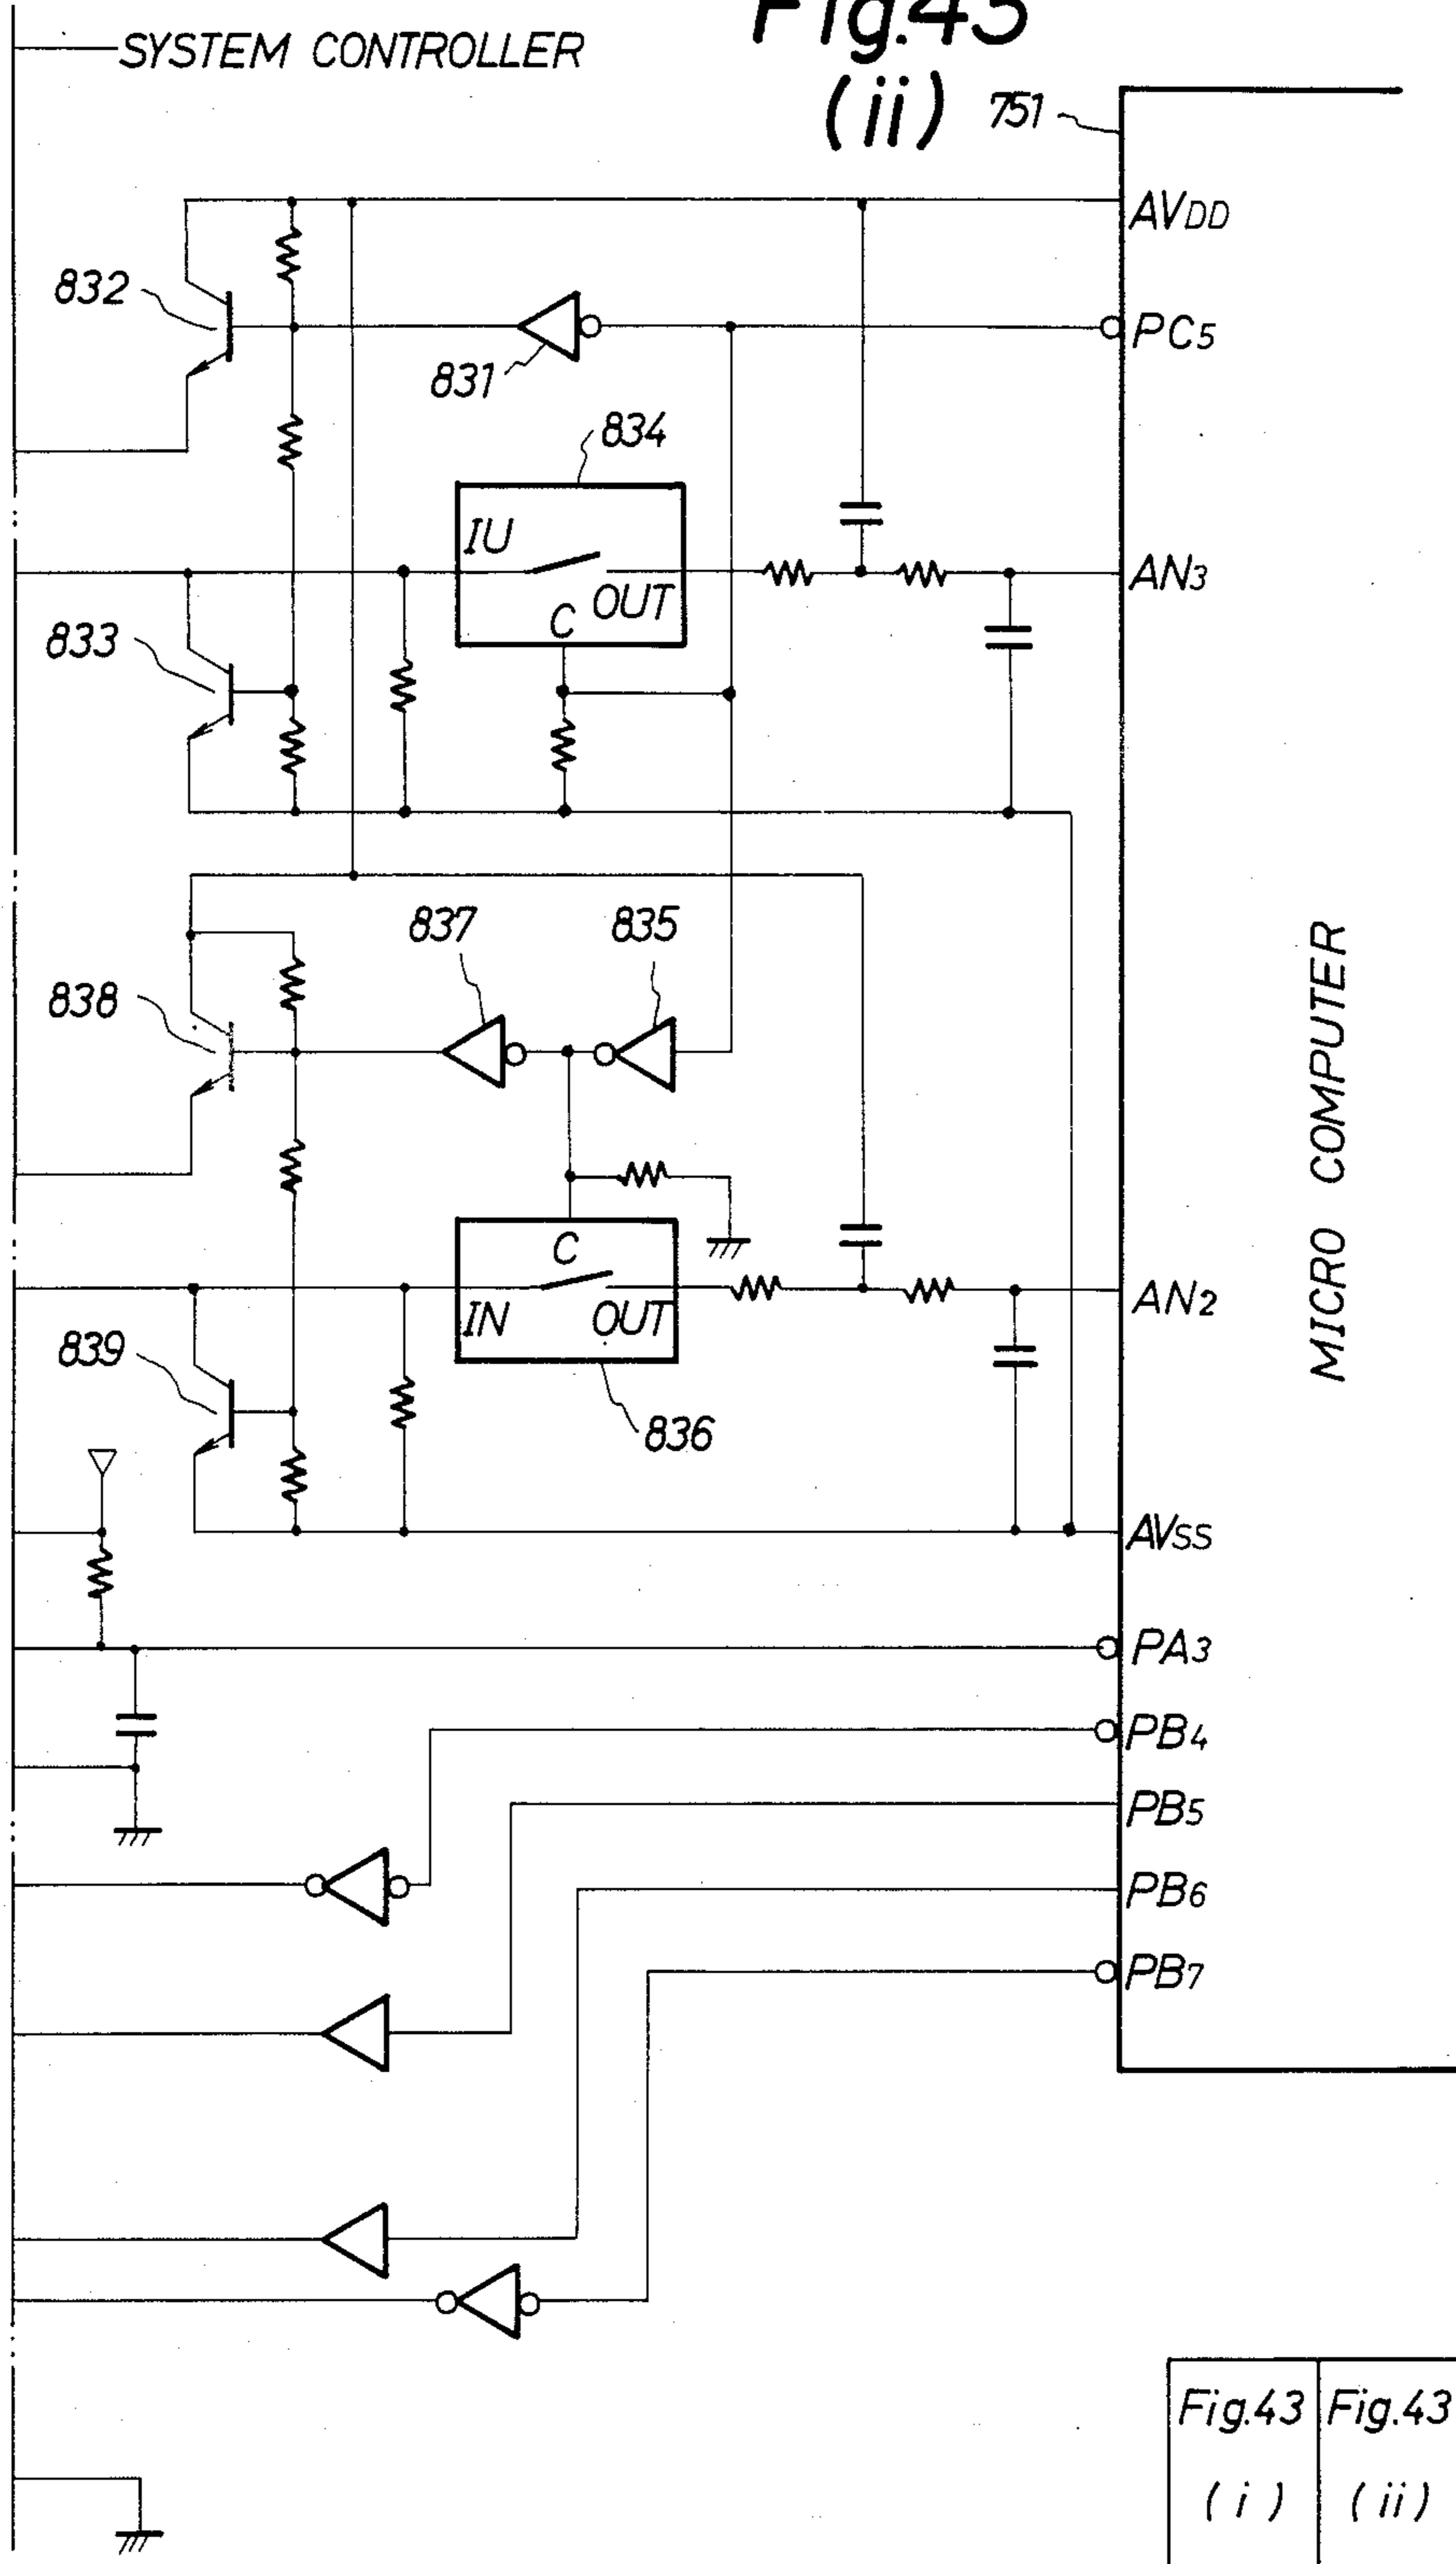 Fig.43
(ii)
SYSTEM CONTROLLER
751
AVDD
832
PC5
831
834
IU
OUT
C
AN3
833
837
835
838
C
IN
OUT
AN2
839
836
AVSS
PA3
PB4
PB5
PB6
PB7
MICRO COMPUTER
Fig.43
(i)
Fig.43
(ii)